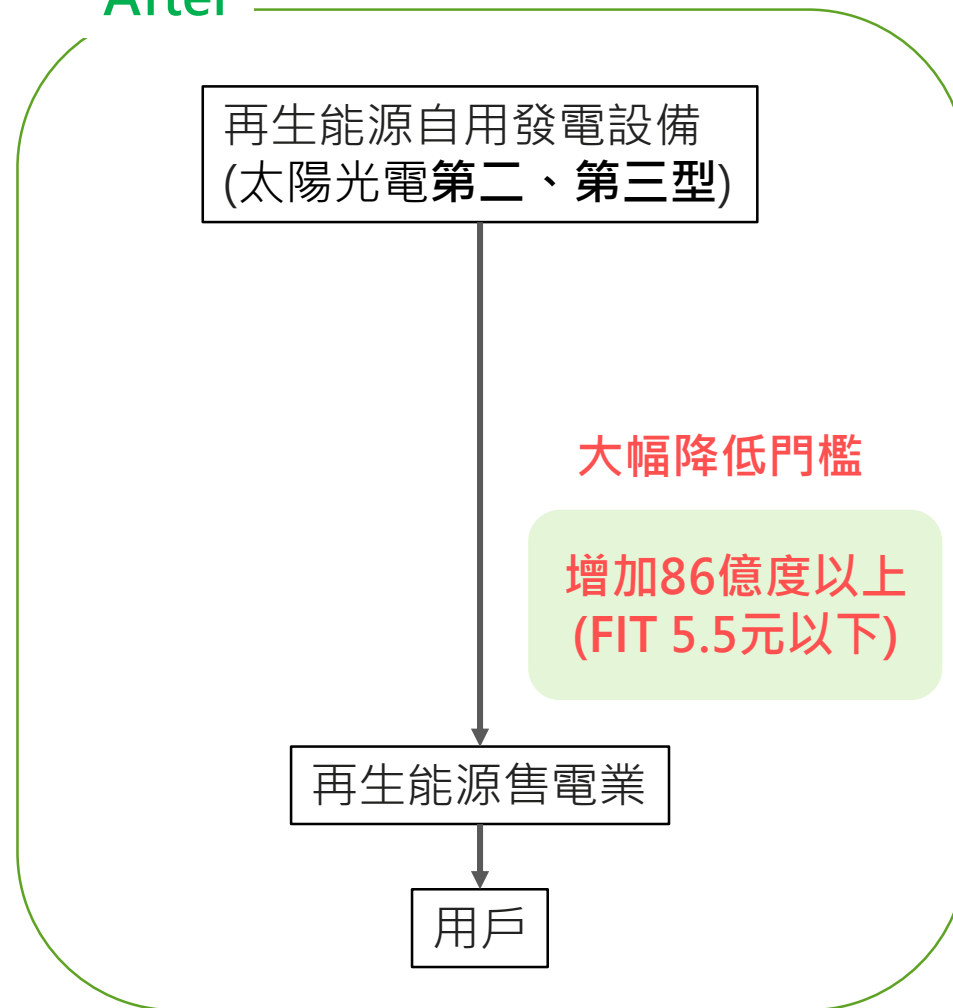 After
再生能源自用發電設備
(太陽光電第二、第三型)
大幅降低門檻
增加86億度以上
(FIT 5.5元以下)
再生能源售電業
用戶